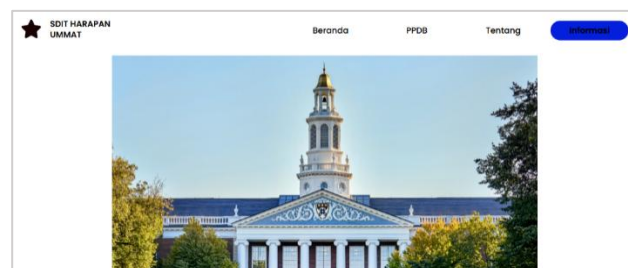 SDIT HARAPAN
UMMAT
Beranda
PPDB
Tentang
Informasi